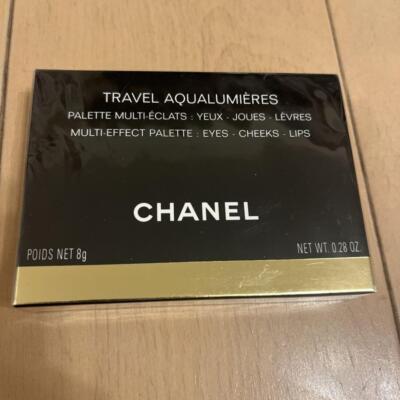 TRAVEL AQUALUMIÈRES
PALETTE MULTI-ÉCLATS : YEUX - JOUES - LÈVRES
MULTI-EFFECT PALETTE : EYES - CHEEKS - LIPS
CHANEL
POIDS NET 8g
NET WT. 0.28 OZ.